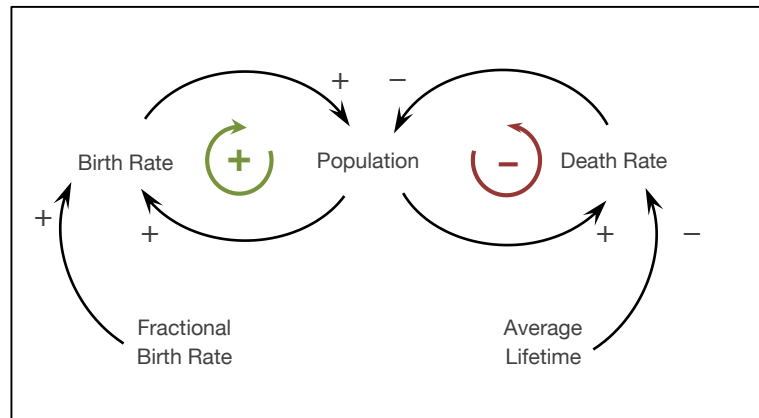 + −
Birth Rate + Population − Death Rate
+ + + −
Fractional
Birth Rate
Average
Lifetime